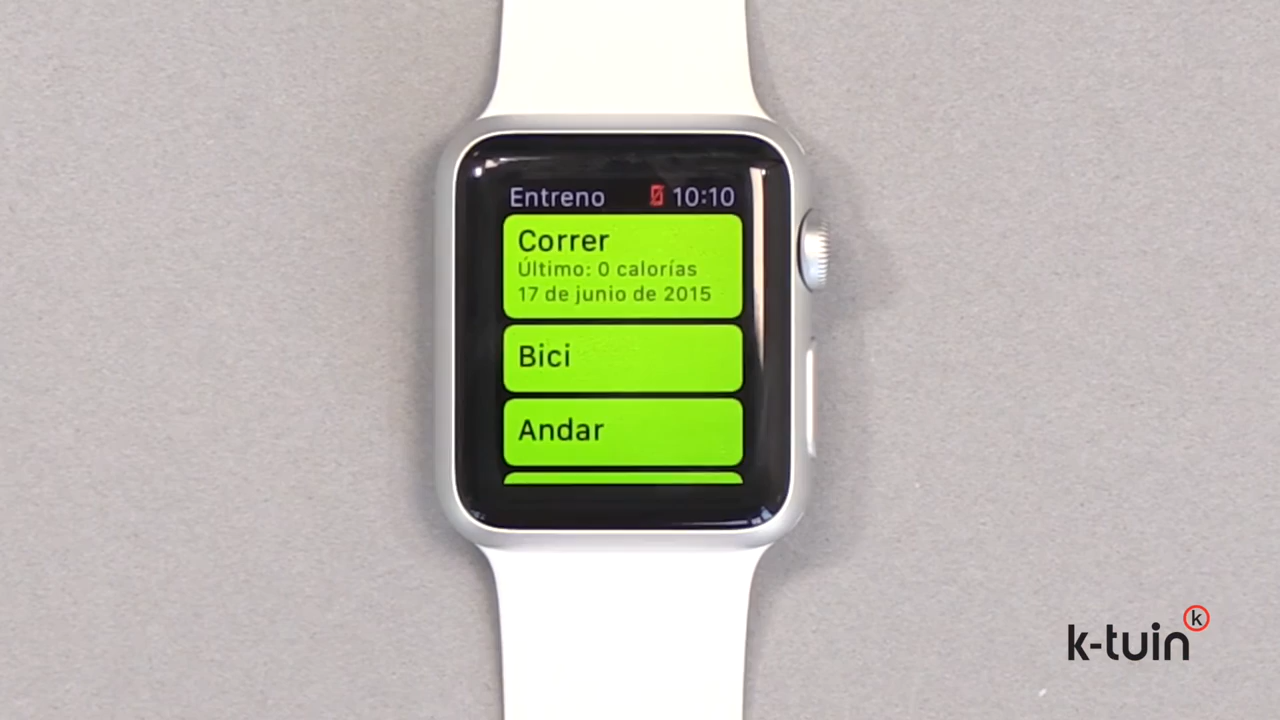 Entreno 10:10
Correr
Último: 0 calorías
17 de junio de 2015
Bici
Andar
k-tuin k